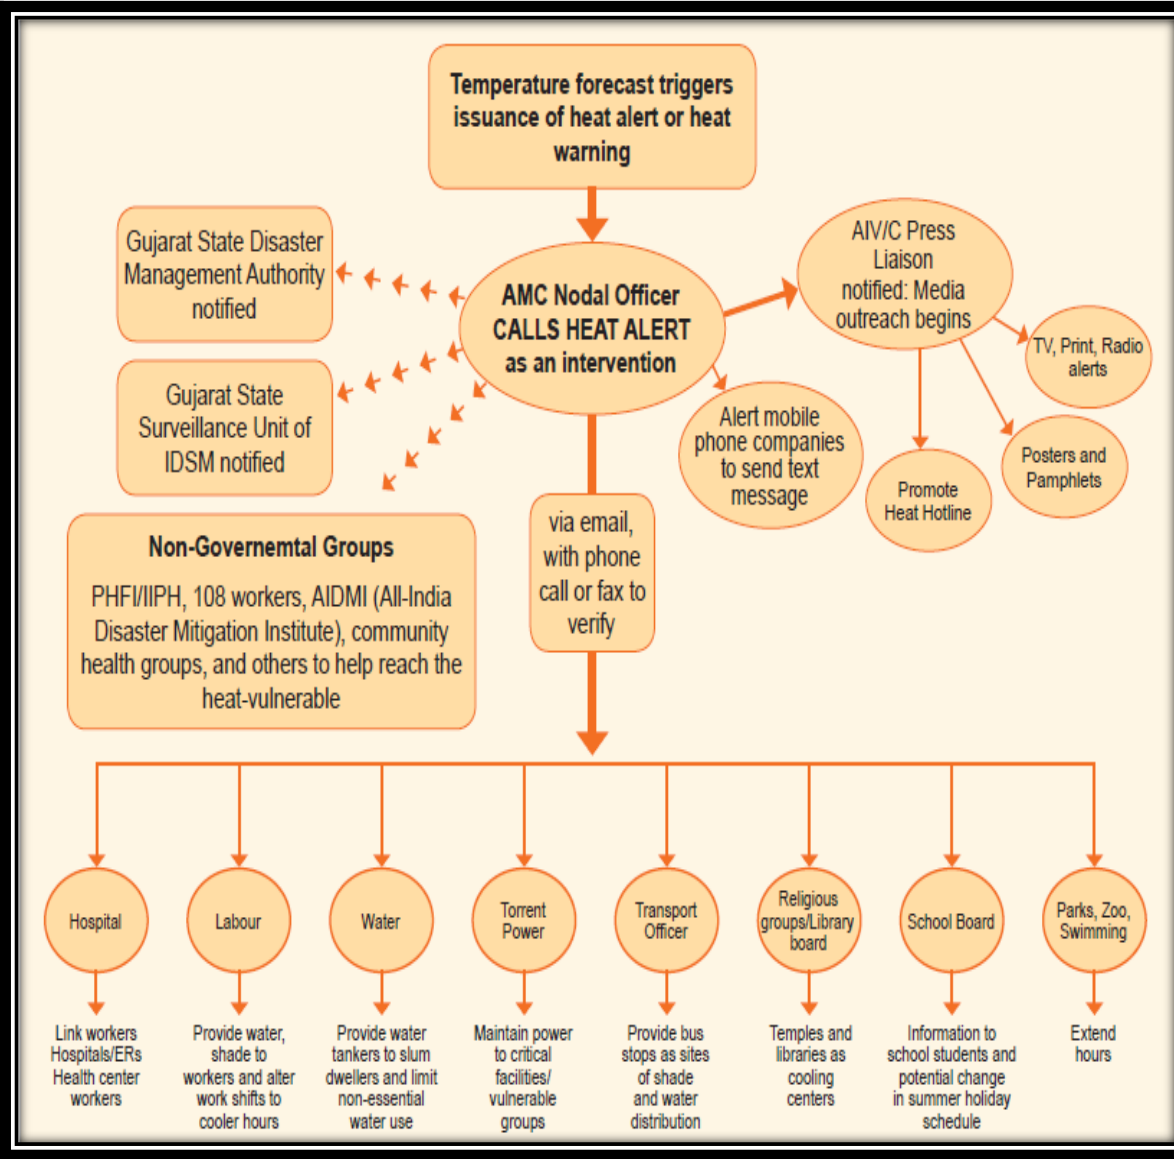 Temperature forecast triggers
issuance of heat alert or heat
warning
Gujarat State Disaster
Management Authority
notified
AMC Nodal Officer
CALLS HEAT ALERT
as an intervention
AIV/C Press
Liaison
notified: Media
outreach begins
TV, Print, Radio
alerts
Gujarat State
Surveillance Unit of
IDSM notified
Alert mobile
phone companies
to send text
message
Promote
Heat Hotline
Posters and
Pamphlets
Non-Governemtal Groups
PHFI/IIPH, 108 workers, AIDMI (All-India
Disaster Mitigation Institute), community
health groups, and others to help reach the
heat-vulnerable
via email,
with phone
call or fax to
verify
Hospital
Labour
Water
Torrent
Power
Transport
Officer
Religious
groups/Library
board
School Board
Parks, Zoo,
Swimming
Link workers
Hospitals/ERs
Health center
workers
Provide water,
shade to
workers and alter
work shifts to
cooler hours
Provide water
tankers to slum
dwellers and limit
non-essential
water use
Maintain power
to critical
facilities/
vulnerable
groups
Provide bus
stops as sites
of shade
and water
distribution
Temples and
libraries as
cooling
centers
Information to
school students and
potential change
in summer holiday
schedule
Extend
hours